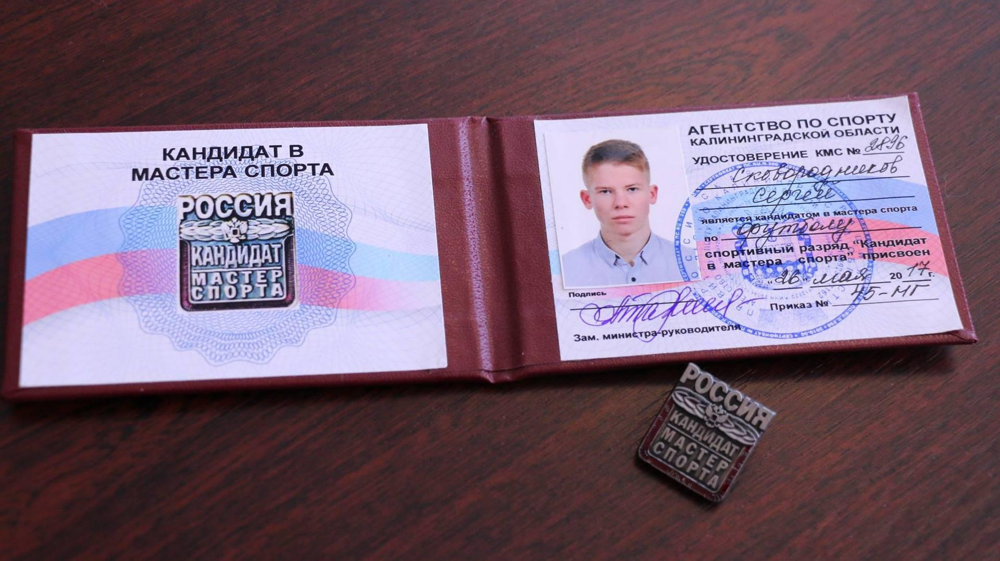 КАНДИДАТ В
МАСТЕРА СПОРТА
РОССИЯ
КАНДИДАТ
МАСТЕР
СПОРТА
АГЕНТСТВО ПО СПОРТУ
КАЛИНИНГРАДСКОЙ ОБЛАСТИ
УДОСТОВЕРЕНИЕ КМС № 2896
Сковородников
Сергей
является кандидатом в мастера спорта
по футболу
спортивный разряд “Кандидат
в мастера спорта” присвоен
“26” мая 2017г.
Приказ № 45-МГ
Подпись
Зам. министра-руководителя
РОССИЯ
КАНДИДАТ
МАСТЕР
СПОРТА